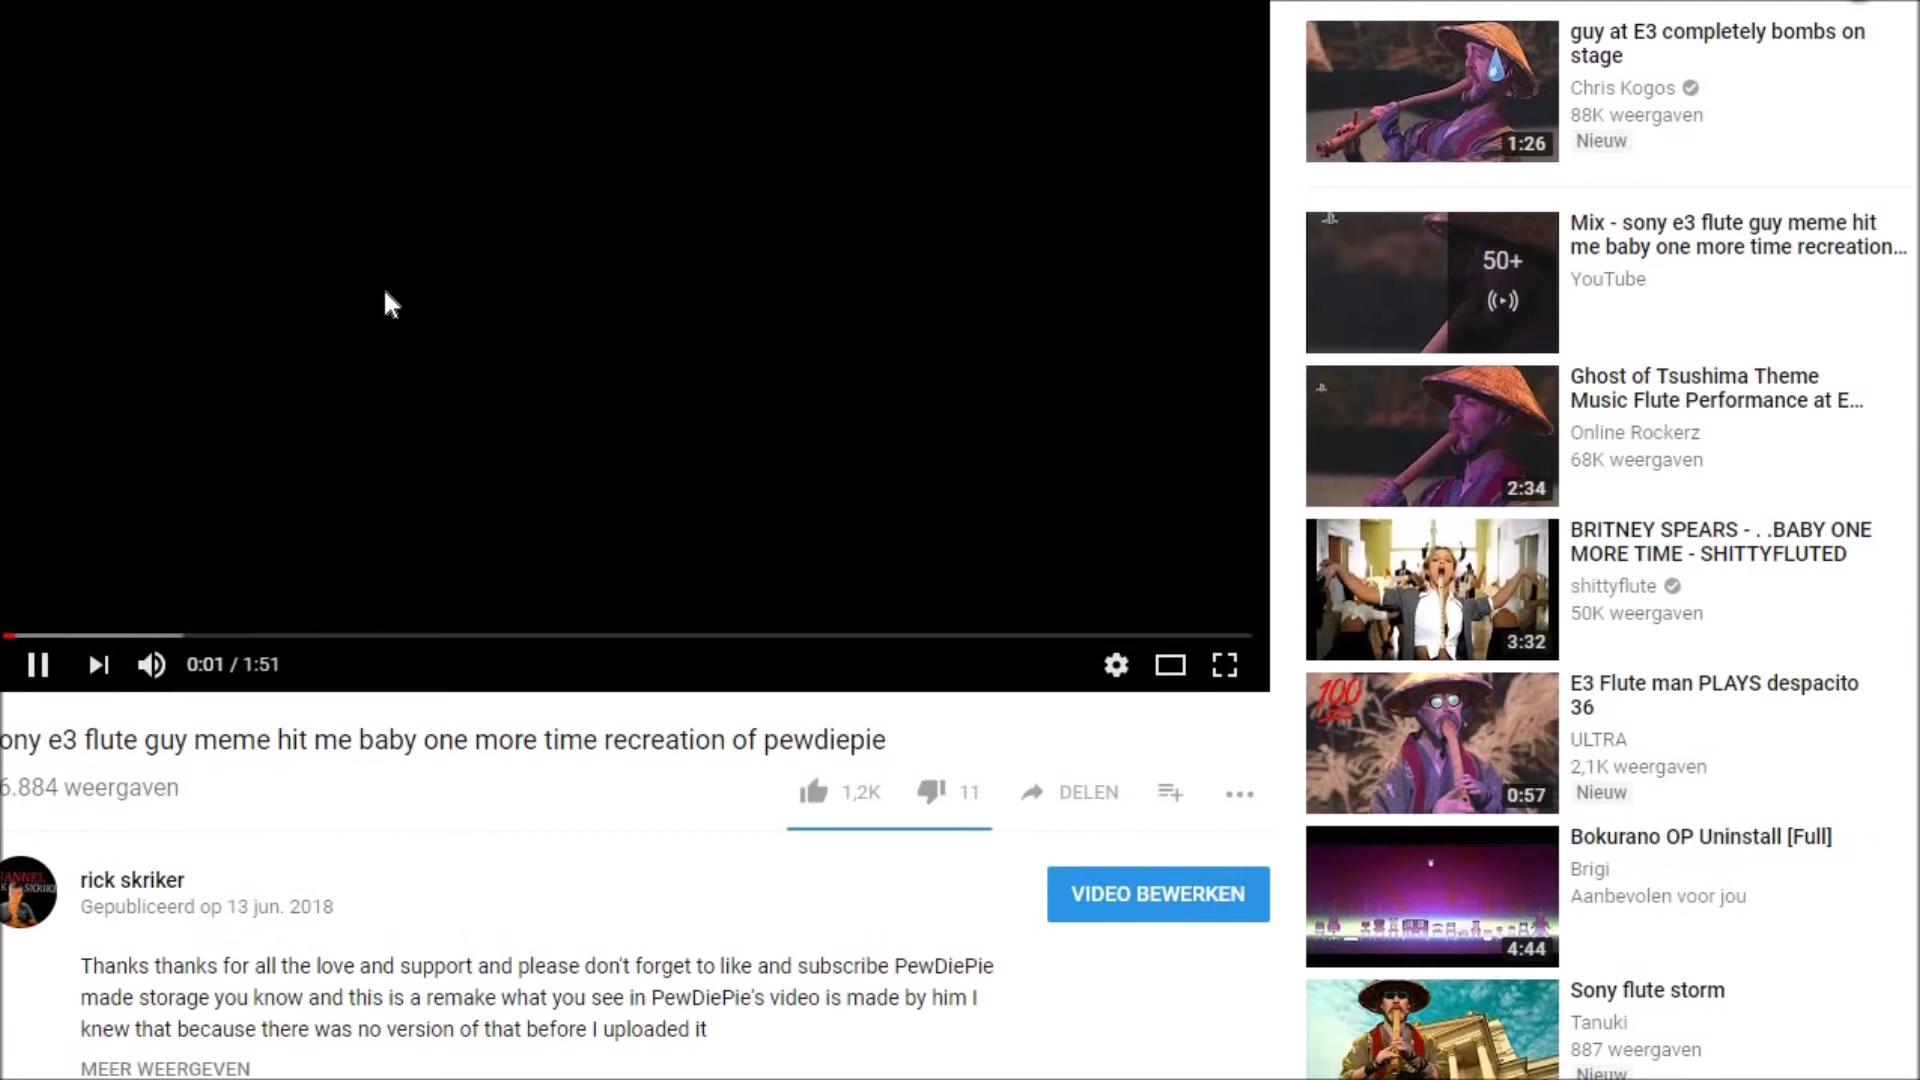 0:01 / 1:51
ony e3 flute guy meme hit me baby one more time recreation of pewdiepie
6.884 weergaven
1,2K
11
DELEN
rick skriker
Gepubliceerd op 13 jun. 2018
VIDEO BEWERKEN
Thanks thanks for all the love and support and please don't forget to like and subscribe PewDiePie
made storage you know and this is a remake what you see in PewDiePie's video is made by him I
knew that because there was no version of that before I uploaded it
MEER WEERGEVEN
1:26
guy at E3 completely bombs on
stage
Chris Kogos
88K weergaven
Nieuw
50+
Mix - sony e3 flute guy meme hit
me baby one more time recreation...
YouTube
2:34
Ghost of Tsushima Theme
Music Flute Performance at E...
Online Rockerz
68K weergaven
3:32
BRITNEY SPEARS - . .BABY ONE
MORE TIME - SHITTYFLUTED
shittyflute
50K weergaven
100
0:57
E3 Flute man PLAYS despacito
36
ULTRA
2,1K weergaven
Nieuw
4:44
Bokurano OP Uninstall [Full]
Brigi
Aanbevolen voor jou
Sony flute storm
Tanuki
887 weergaven
Nieuw